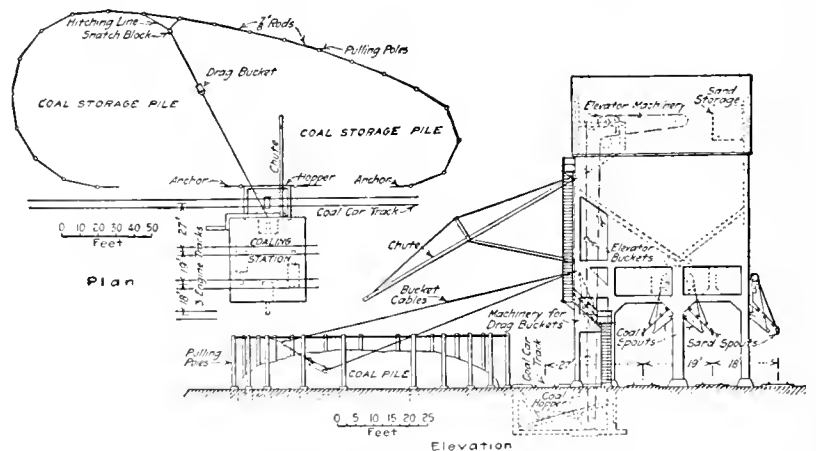 Hitching Line
Snatch Block
7/8" Rods
Pulling Poles
Drag Bucket
COAL STORAGE PILE
COAL STORAGE PILE
Chute
Anchor
Hopper
Anchor
Coal Car Track
0 10 20 30 40 50
Feet
Plan
27'
19'
18'
3 Engine Tracks
COALING
STATION
Elevator Machinery
Sand
Storage
Chute
Elevator
Buckets
Bucket
Cables
Machinery for
Drag Buckets
Coal
Spouts
Sand Spouts
Pulling
Poles
COAL PILE
Coal Car
Track
27'
19'
18'
Coal
Hopper
0 5 10 15 20 25
Feet
Elevation